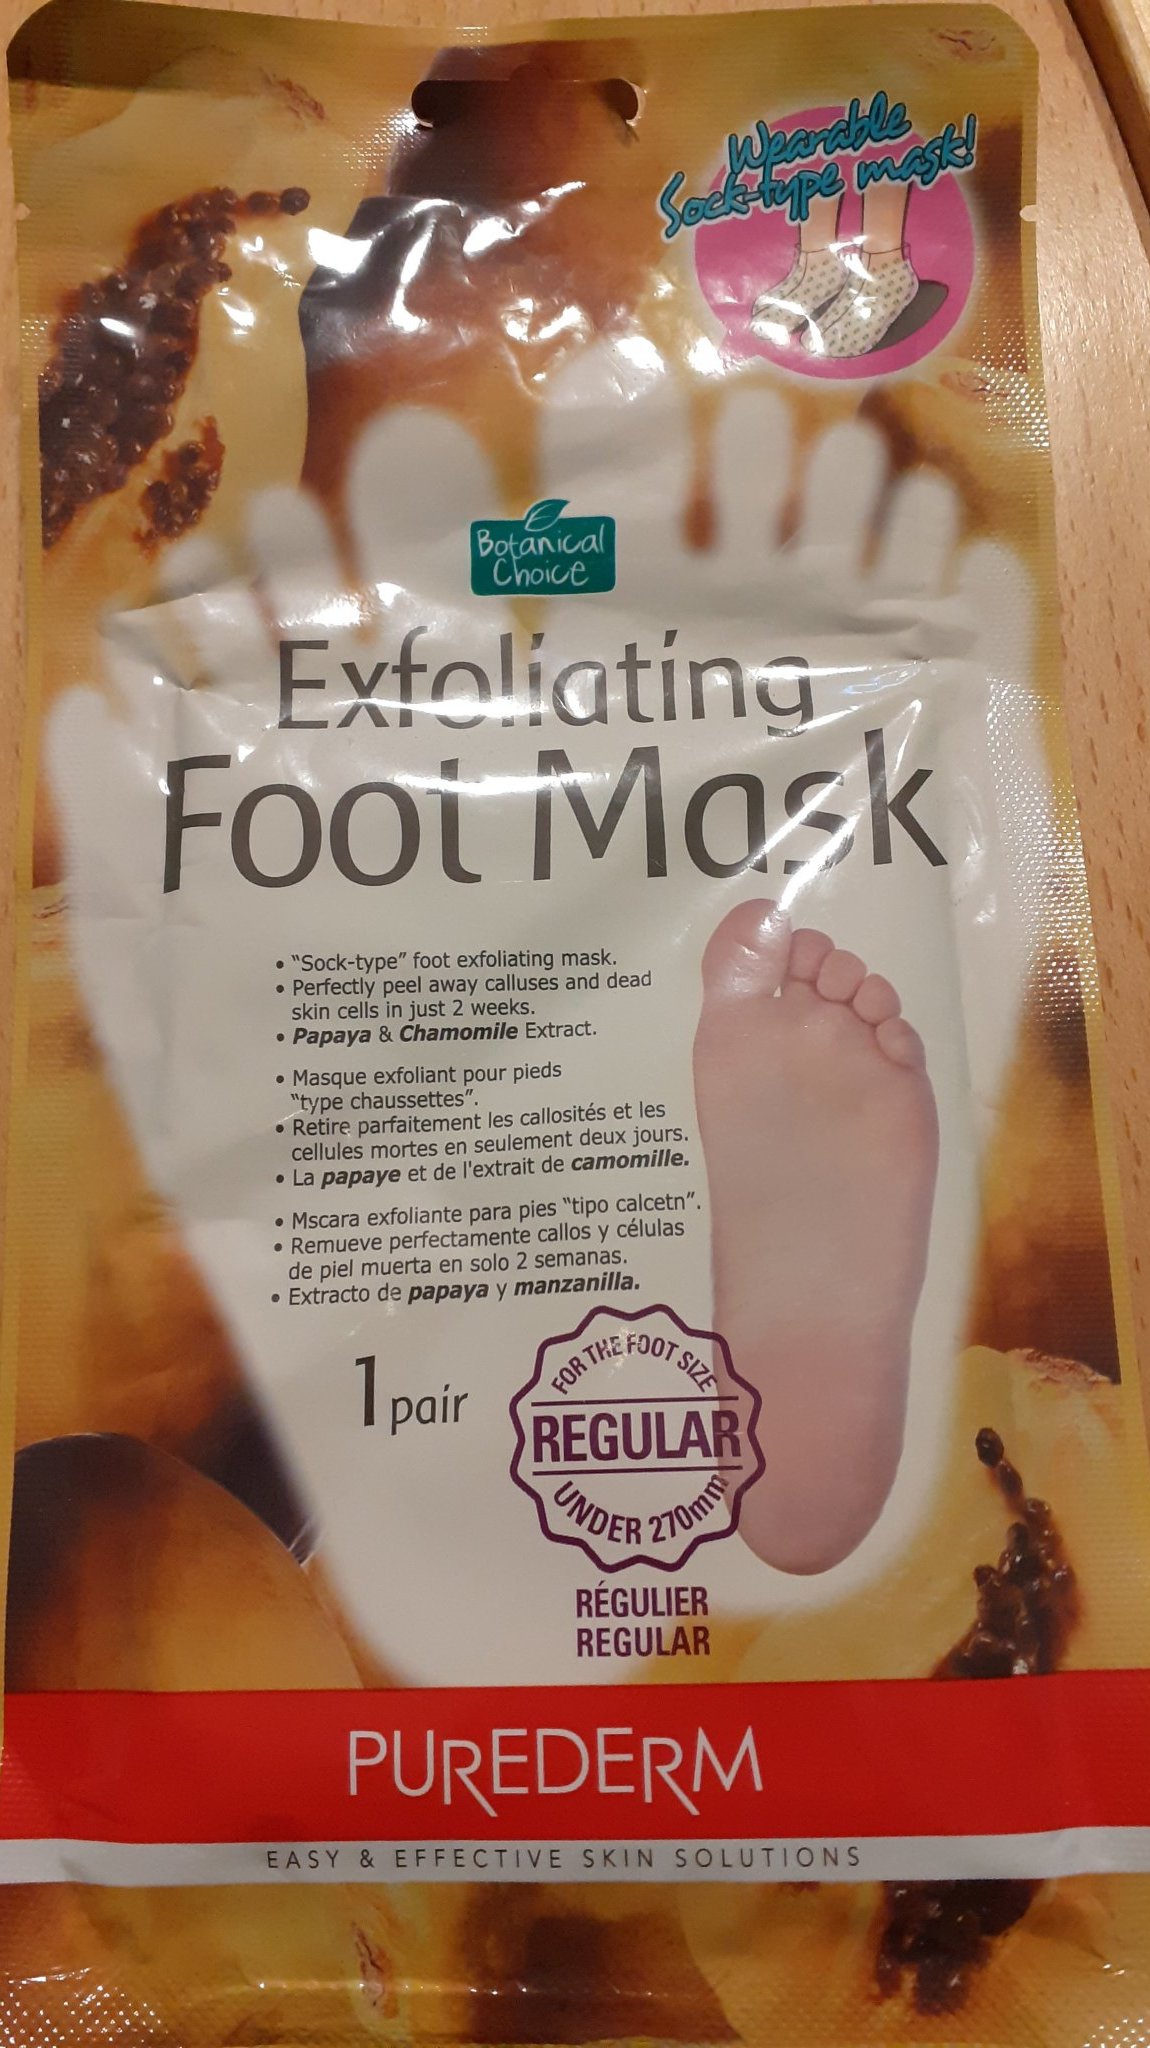 Wearable
Sock-type mask!
Botanical
Choice
Exfoliating
Foot Mask
• "Sock-type" foot exfoliating mask.
• Perfectly peel away calluses and dead
skin cells in just 2 weeks.
• Papaya & Chamomile Extract.
• Masque exfoliant pour pieds
"type chaussettes".
• Retire parfaitement les callosités et les
cellules mortes en seulement deux jours.
• La papaye et de l'extrait de camomille.
• Mscara exfoliante para pies "tipo calcetn".
• Remueve perfectamente callos y células
de piel muerta en solo 2 semanas.
• Extracto de papaya y manzanilla.
1 pair
FOR THE FOOT SIZE
REGULAR
UNDER 270mm
RÉGULIER
REGULAR
PUREDERM
EASY & EFFECTIVE SKIN SOLUTIONS